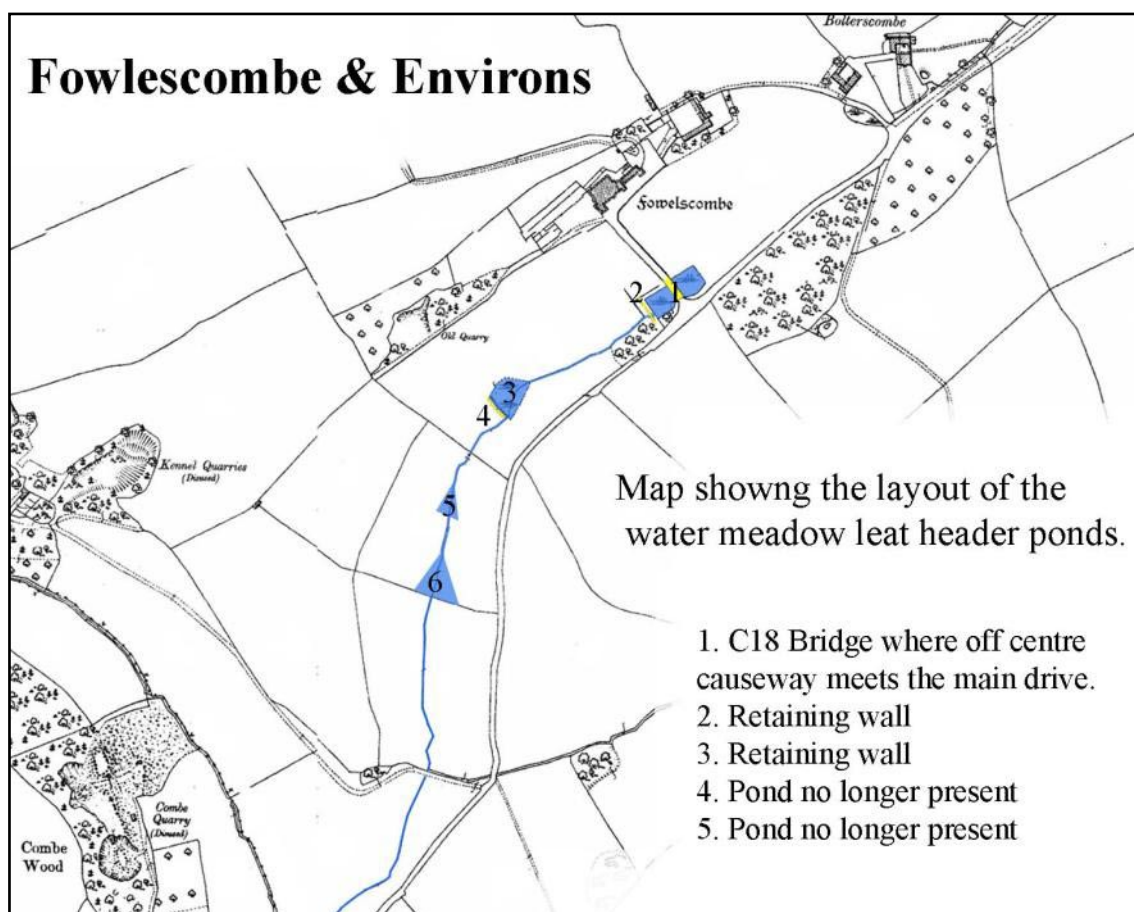 Bolterscombe
Fowlescombe & Environs
Fowelscombe
1
2
Old Quarry
3
4
Kennel Quarries
(Disused)
Map showng the layout of the
water meadow leat header ponds.
5
6
1. C18 Bridge where off centre
causeway meets the main drive.
2. Retaining wall
3. Retaining wall
4. Pond no longer present
5. Pond no longer present
Combe
Quarry
(Disused)
Combe
Wood